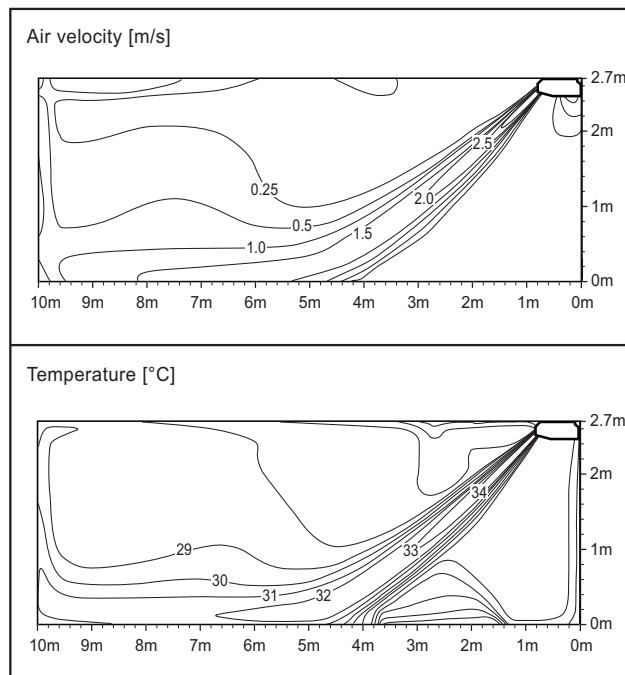 Air velocity [m/s]
2.7m
2.5
2m
0.25
2.0
1m
0.5
1.5
1.0
0m
10m 9m 8m 7m 6m 5m 4m 3m 2m 1m 0m
Temperature [°C]
2.7m
34
2m
29
33
1m
30
31
32
0m
10m 9m 8m 7m 6m 5m 4m 3m 2m 1m 0m